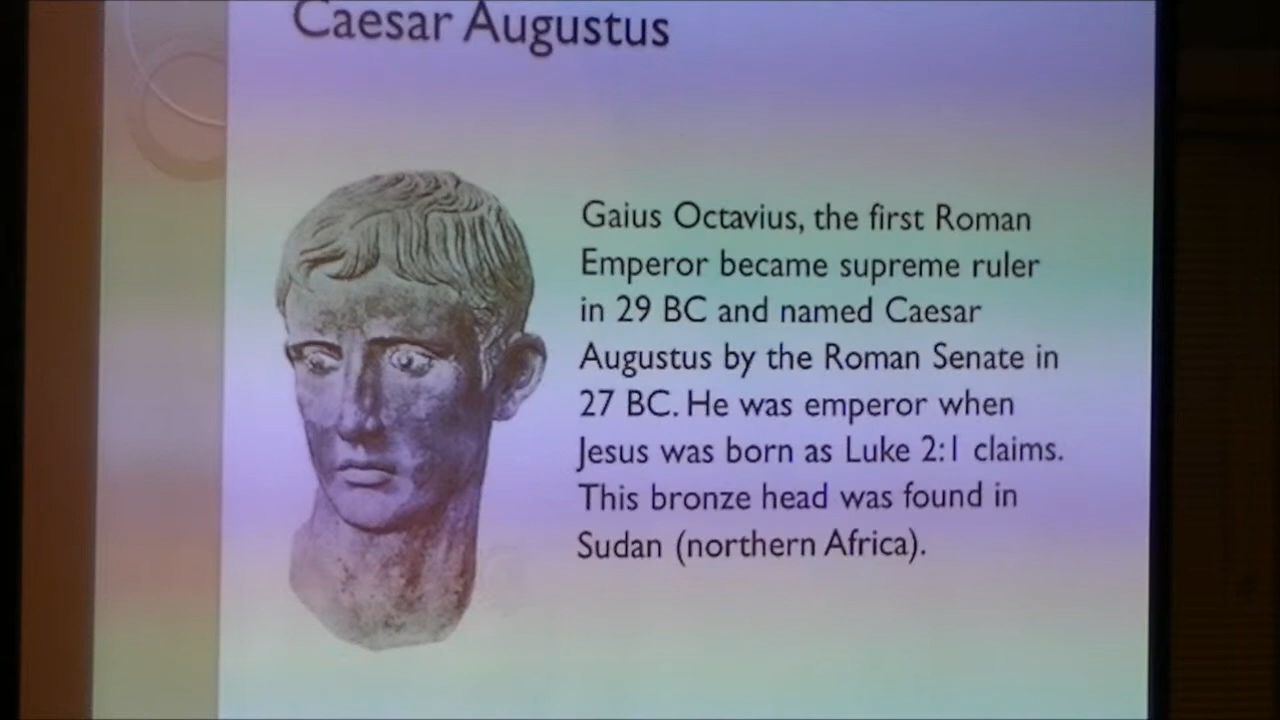 Caesar Augustus
Gaius Octavius, the first Roman
Emperor became supreme ruler
in 29 BC and named Caesar
Augustus by the Roman Senate in
27 BC. He was emperor when
Jesus was born as Luke 2:1 claims.
This bronze head was found in
Sudan (northern Africa).